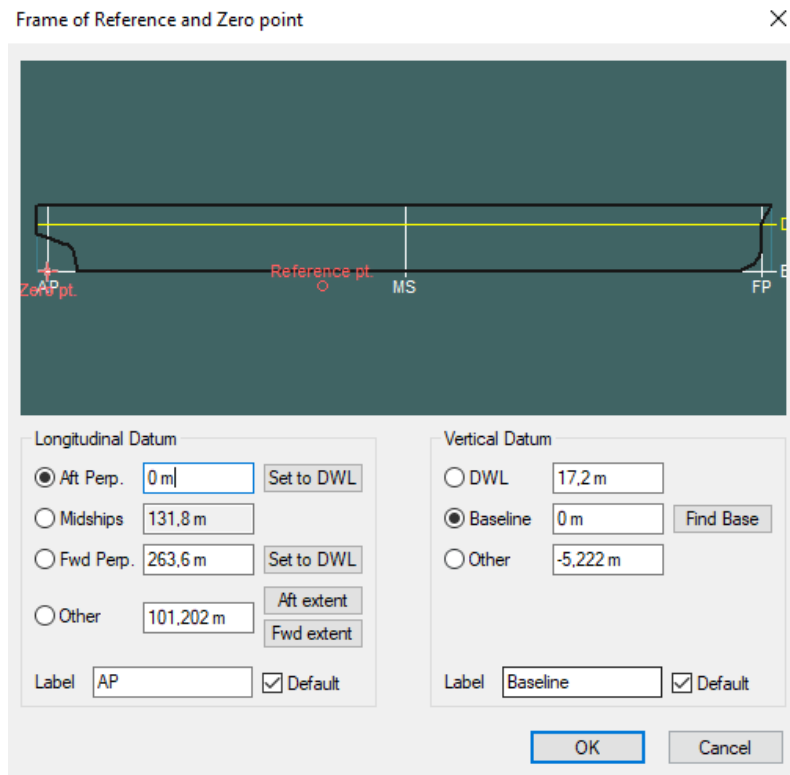 Frame of Reference and Zero point
D
Reference pt.
B
Zero pt.
AP
MS
FP
Longitudinal Datum
Aft Perp. 0 m Set to DWL
Midships 131,8 m
Fwd Perp. 263,6 m Set to DWL
Aft extent
Other 101,202 m
Fwd extent
Label AP Default
Vertical Datum
DWL 17,2 m
Baseline 0 m Find Base
Other -5,222 m
Label Baseline Default
OK Cancel